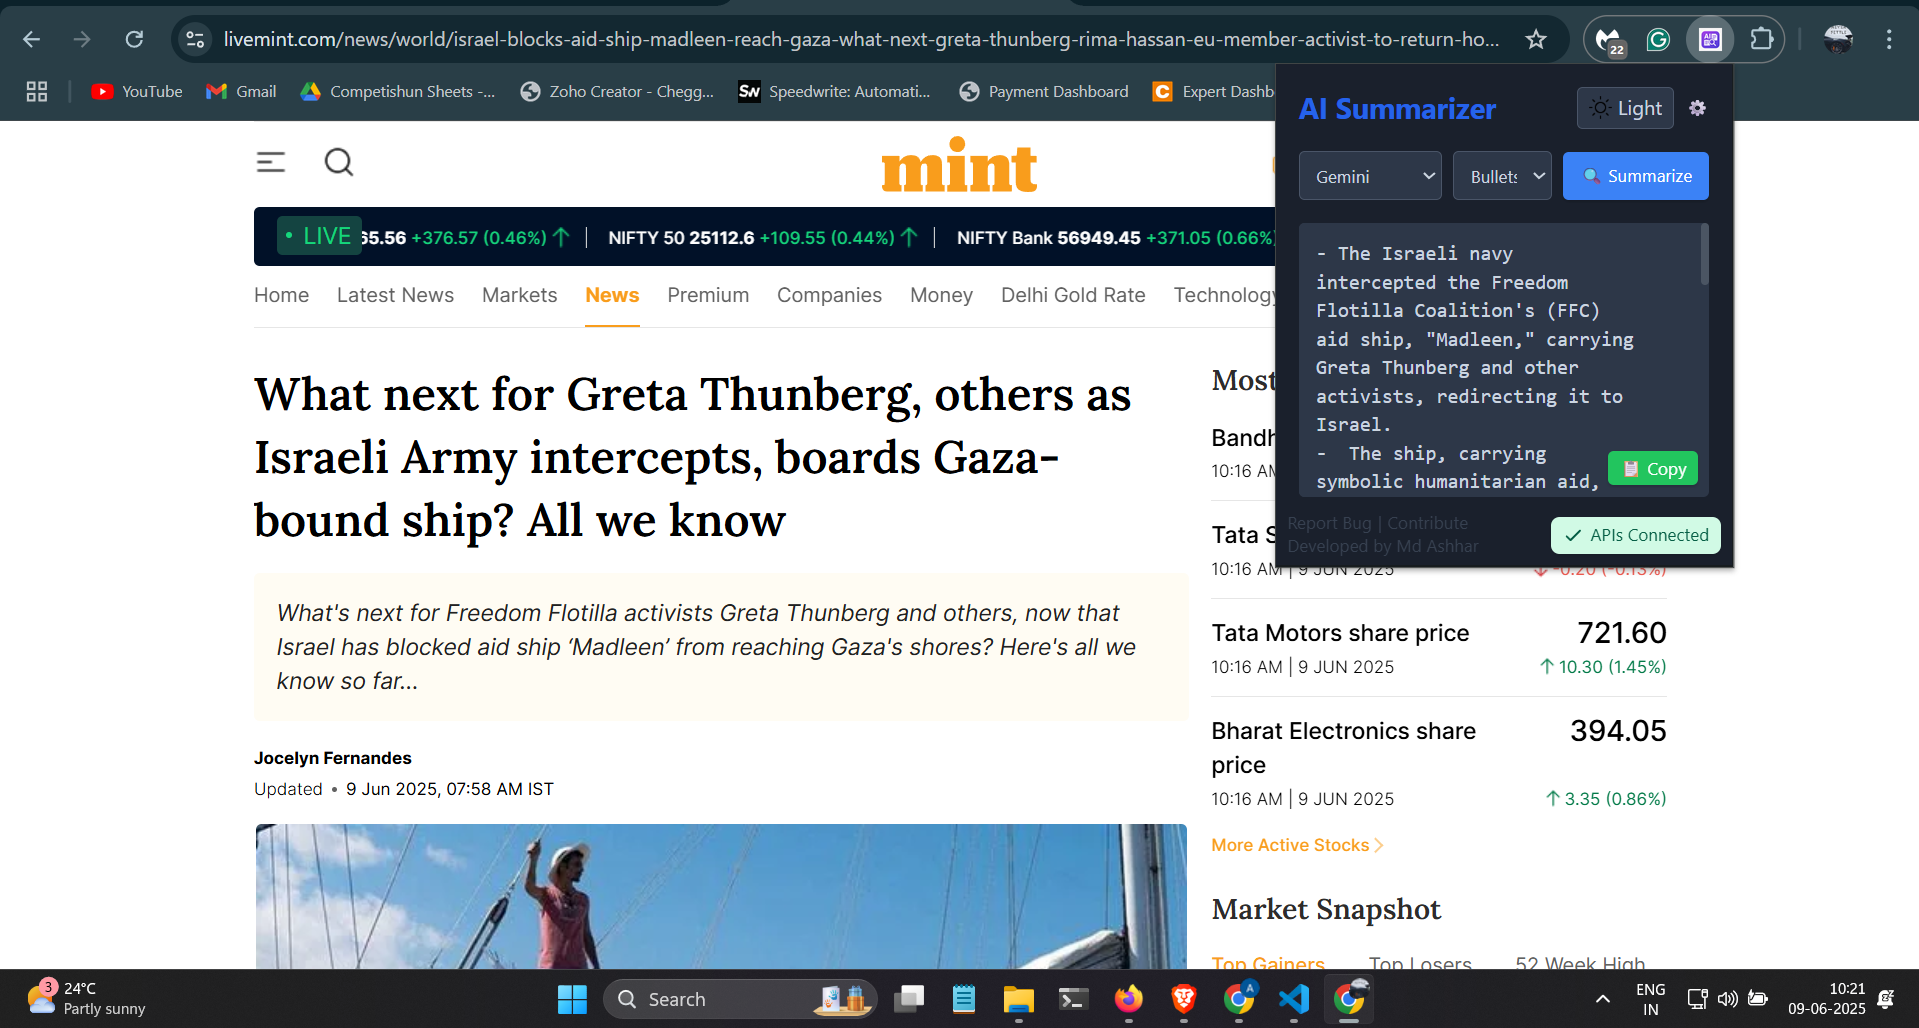 livemint.com/news/world/israel-blocks-aid-ship-madleen-reach-gaza-what-next-greta-thunberg-rima-hassan-eu-member-activist-to-return-ho...
22
YouTube
Gmail
Competishun Sheets -...
Zoho Creator - Chegg...
SW Speedwrite: Automati...
Payment Dashboard
C Expert Dashb
AI Summarizer
Light
Gemini
Bullets
Summarize
- The Israeli navy
intercepted the Freedom
Flotilla Coalition's (FFC)
aid ship, "Madleen," carrying
Greta Thunberg and other
activists, redirecting it to
Israel.
- The ship, carrying
symbolic humanitarian aid,
Copy
Report Bug | Contribute
Developed by Md Ashhar
APIs Connected
mint
• LIVE 65.56 +376.57 (0.46%) | NIFTY 50 25112.6 +109.55 (0.44%) | NIFTY Bank 56949.45 +371.05 (0.66%)
Home Latest News Markets News Premium Companies Money Delhi Gold Rate Technology
What next for Greta Thunberg, others as
Israeli Army intercepts, boards Gaza-
bound ship? All we know
What's next for Freedom Flotilla activists Greta Thunberg and others, now that
Israel has blocked aid ship ‘Madleen’ from reaching Gaza's shores? Here's all we
know so far...
Jocelyn Fernandes
Updated • 9 Jun 2025, 07:58 AM IST
Most
Bandh
10:16 AM
Tata S
10:16 AM | 9 JUN 2025
-0.20 (-0.13%)
Tata Motors share price
721.60
10:16 AM | 9 JUN 2025
10.30 (1.45%)
Bharat Electronics share
price
394.05
10:16 AM | 9 JUN 2025
3.35 (0.86%)
More Active Stocks
Market Snapshot
Top Gainers Top Losers 52 Week High
3
24°C
Partly sunny
Search
A
ENG
IN
10:21
09-06-2025